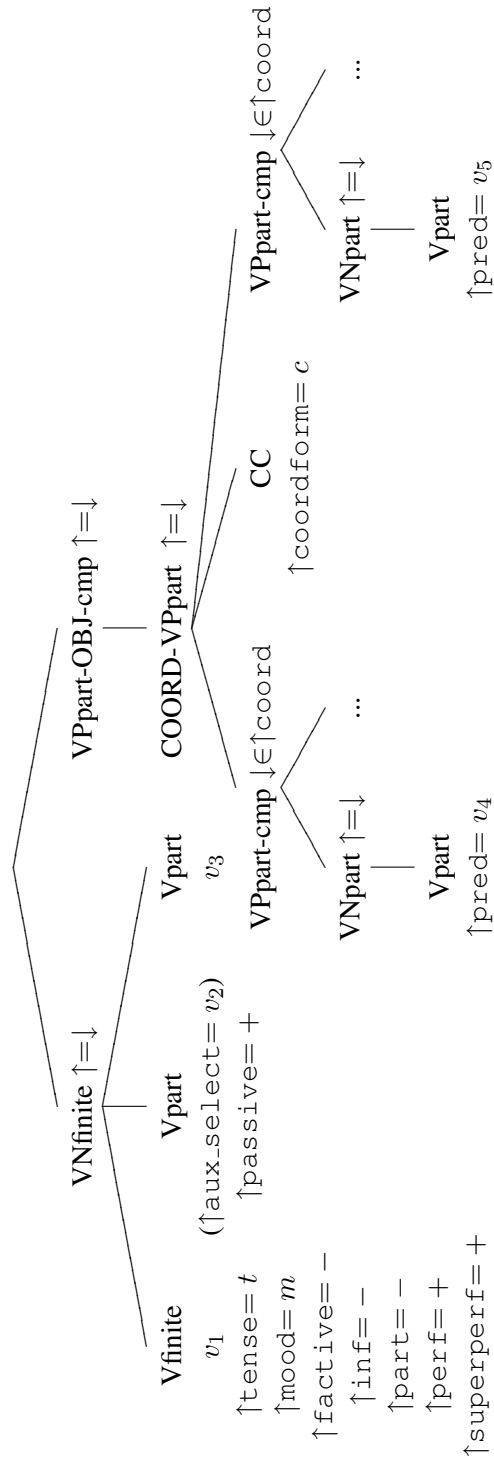 VNfinite ↑=↓
VPpart-OBJ-cmp ↑=↓
Vfinite
v₁
↑tense= t
↑mood= m
↑factive= −
↑inf= −
↑part= −
↑perf= +
↑superperf= +
Vpart
(↑aux_select= v₂)
↑passive= +
Vpart
v₃
COORD-VPpart ↑=↓
VPpart-cmp ↓∈↑coord
CC
↑coordform= c
VPpart-cmp ↓∈↑coord
VNpart ↑=↓
...
VNpart ↑=↓
...
Vpart
↑pred= v₄
Vpart
↑pred= v₅